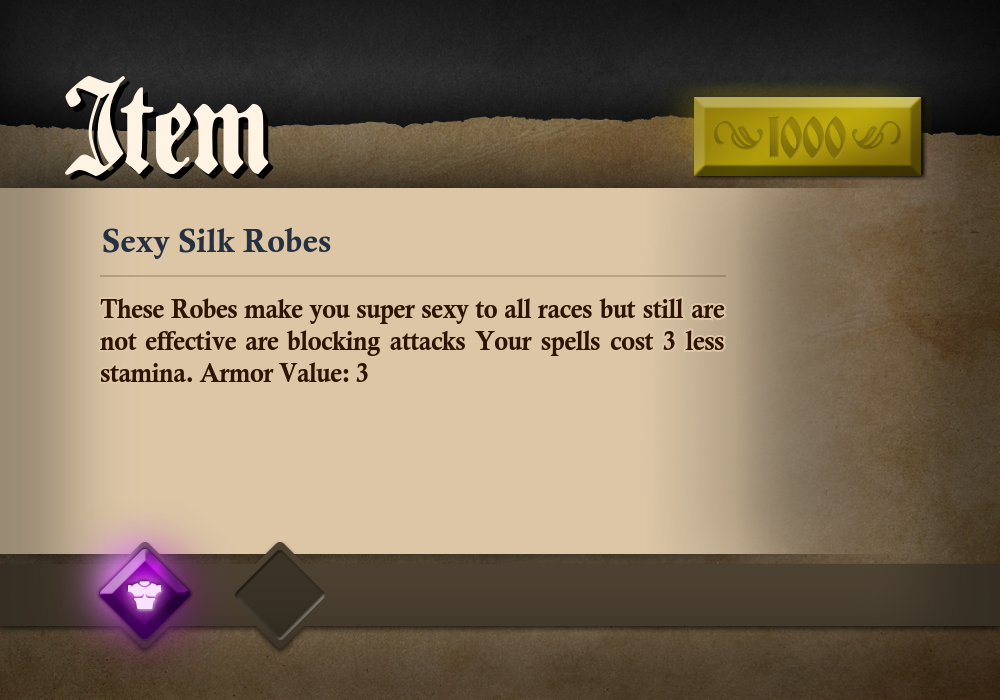 Item
1000
Sexy Silk Robes
These Robes make you super sexy to all races but still are
not effective are blocking attacks Your spells cost 3 less
stamina. Armor Value: 3